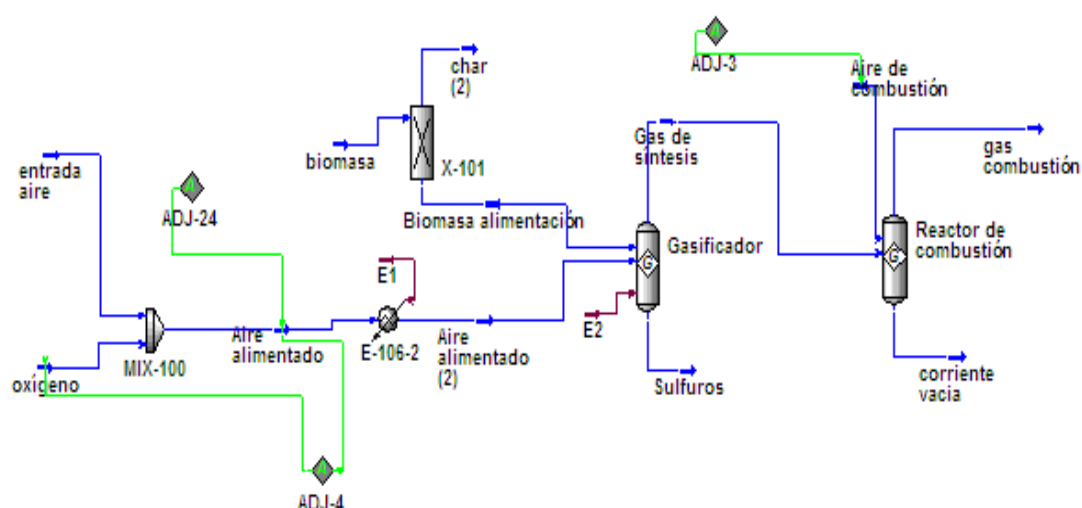 ADJ-3
char
(2)
Aire de
combustión
biomasa
X-101
Gas de
síntesis
gas
combustión
entrada
aire
A
ADJ-24
Biomasa alimentación
Gasificador
G
Reactor de
combustión
G
E1
E2
Aire
alimentado
E-106-2
Aire
alimentado
(2)
MIX-100
oxígeno
Sulfuros
corriente
vacia
A
ADJ-4
A